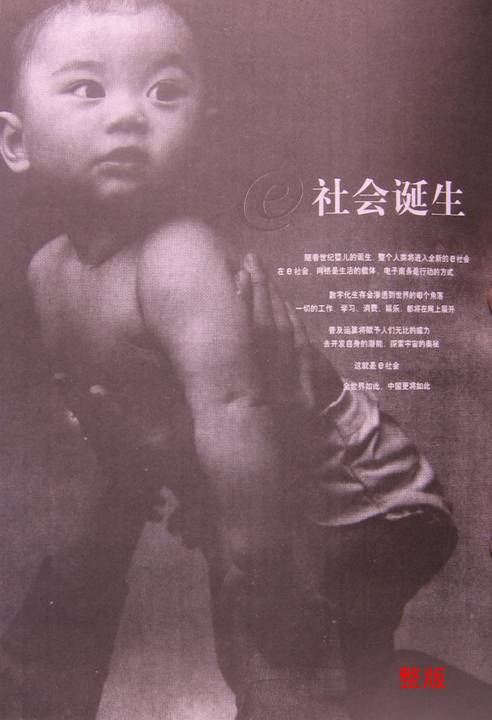 e社会诞生
随着世纪婴儿的诞生，整个人类将进入全新的e社会
在e社会，网络是生活的载体，电子商务是行动的方式
数字化生存会渗透到世界的每个角落
一切的工作、学习、消费、娱乐，都将在网上展开
普及运算将赋予人们无比的威力
去开发自身的潜能，探索宇宙的奥秘
这就是e社会
全世界如此，中国更将如此
整版